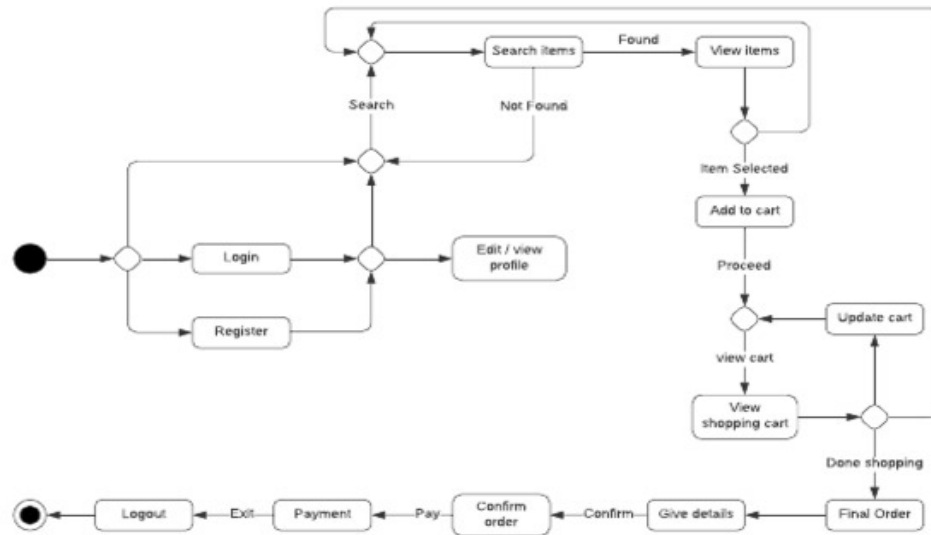 Search items
Found
View items
Search
Not Found
Item Selected
Add to cart
Login
Edit / view
profile
Proceed
Register
Update cart
view cart
View
shopping cart
Done shopping
Logout
Exit
Payment
Pay
Confirm
order
Confirm
Give details
Final Order